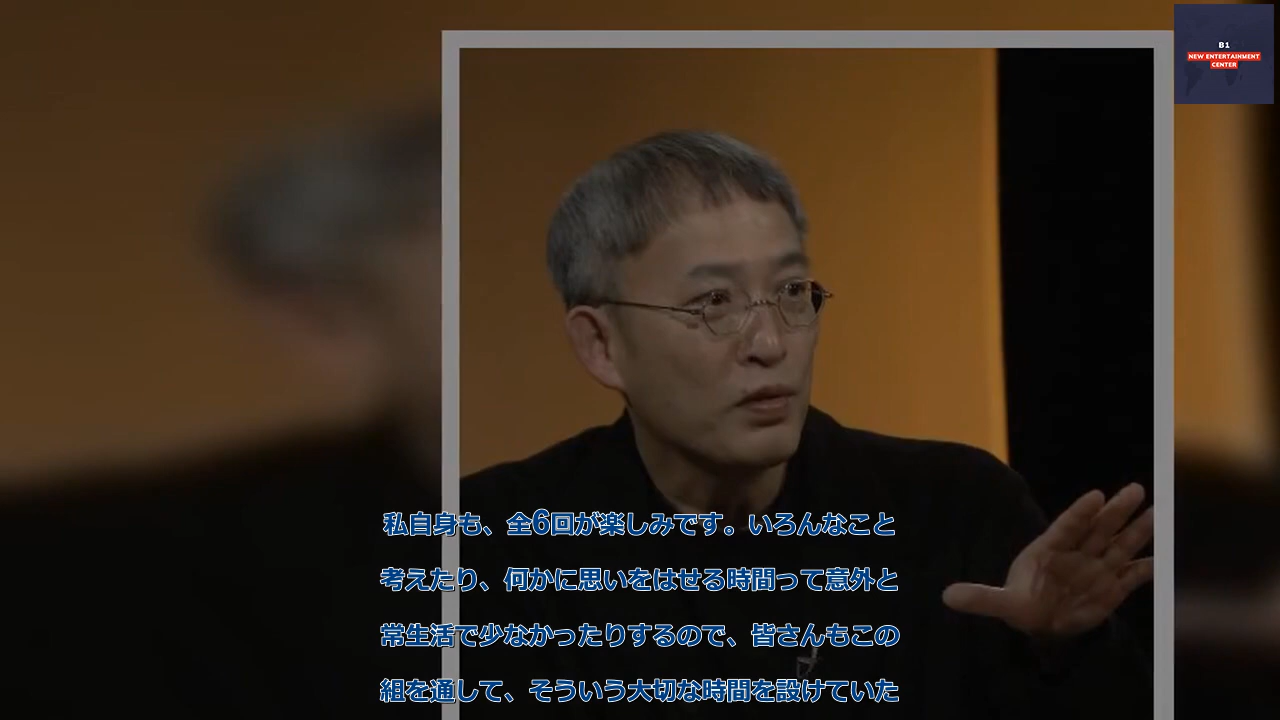 B1
NEW ENTERTAINMENT
CENTER
私自身も、全6回が楽しみです。いろんなこと
考えたり、何かに思いをはせる時間って意外と
常生活で少なかったりするので、皆さんもこの
組を通して、そういう大切な時間を設けていた